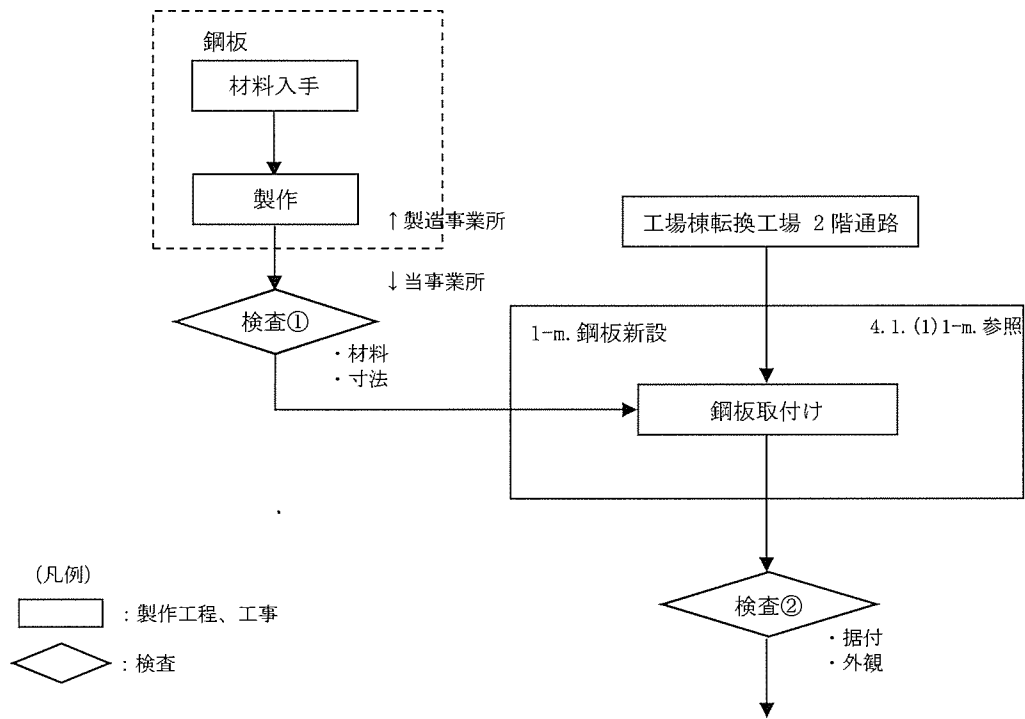 鋼板
材料入手
製作
↑製造事業所
↓当事業所
検査①
・材料
・寸法
工場棟転換工場 2階通路
1-m.鋼板新設
4.1.(1)1-m.参照
鋼板取付け
検査②
・据付
・外観
(凡例)
：製作工程、工事
：検査